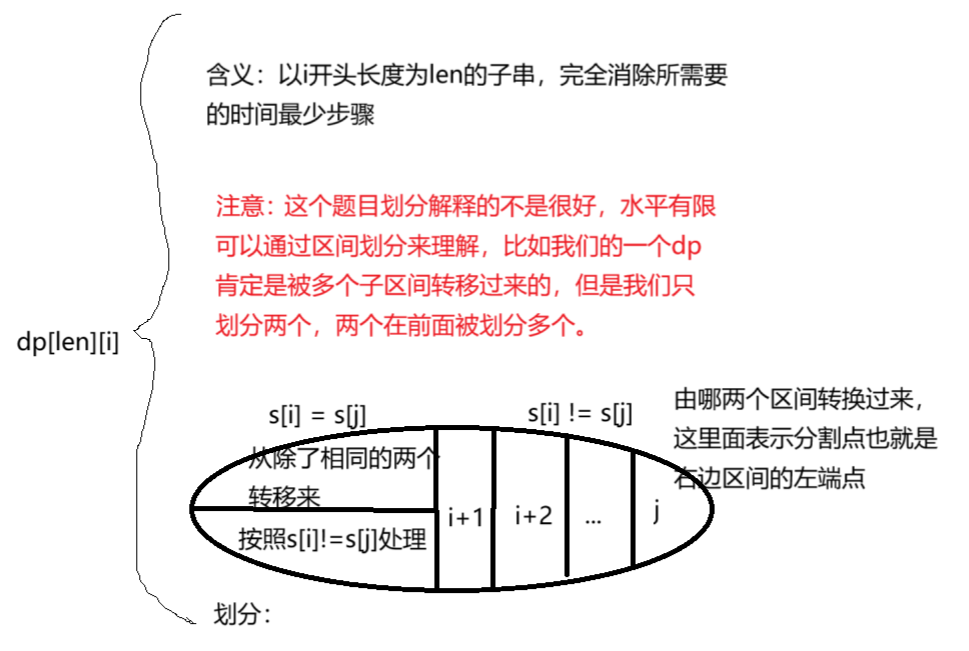 含义：以i开头长度为len的子串，完全消除所需要
的时间最少步骤
注意：这个题目划分解释的不是很好，水平有限
可以通过区间划分来理解，比如我们的一个dp
肯定是被多个子区间转移过来的，但是我们只
划分两个，两个在前面被划分多个。
dp[len][i]
s[i] = s[j]
s[i] != s[j]
由哪两个区间转换过来，
这里面表示分割点也就是
右边区间的左端点
从除了相同的两个
转移来
按照s[i]!=s[j]处理
i+1
i+2
...
j
划分：